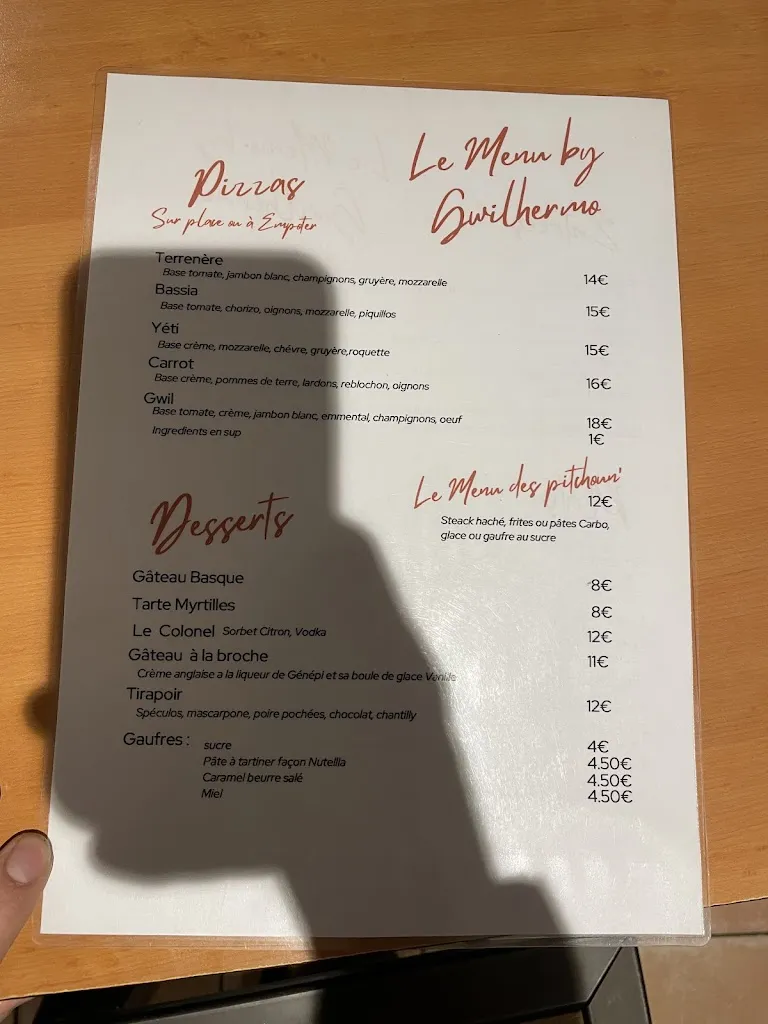 Le Menu by
Gwilhermo
Pizzas
Sur place ou à Empoter
Terrenère
Base tomate, jambon blanc, champignons, gruyère, mozzarelle 14€
Bassia
Base tomate, chorizo, oignons, mozzarelle, piquillos 15€
Yéti
Base crème, mozzarelle, chévre, gruyère,roquette 15€
Carrot
Base crème, pommes de terre, lardons, reblochon, oignons 16€
Gwil
Base tomate, crème, jambon blanc, emmental, champignons, oeuf 18€
Ingredients en sup 1€
Le Menu des pitchoun'
12€
Steack haché, frites ou pâtes Carbo,
glace ou gaufre au sucre
Desserts
Gâteau Basque 8€
Tarte Myrtilles 8€
Le Colonel Sorbet Citron, Vodka 12€
Gâteau à la broche 11€
Crème anglaise a la liqueur de Génépi et sa boule de glace Vanille
Tirapoir
Spéculos, mascarpone, poire pochées, chocolat, chantilly 12€
Gaufres : sucre 4€
Pâte à tartiner façon Nutellla 4.50€
Caramel beurre salé 4.50€
Miel 4.50€